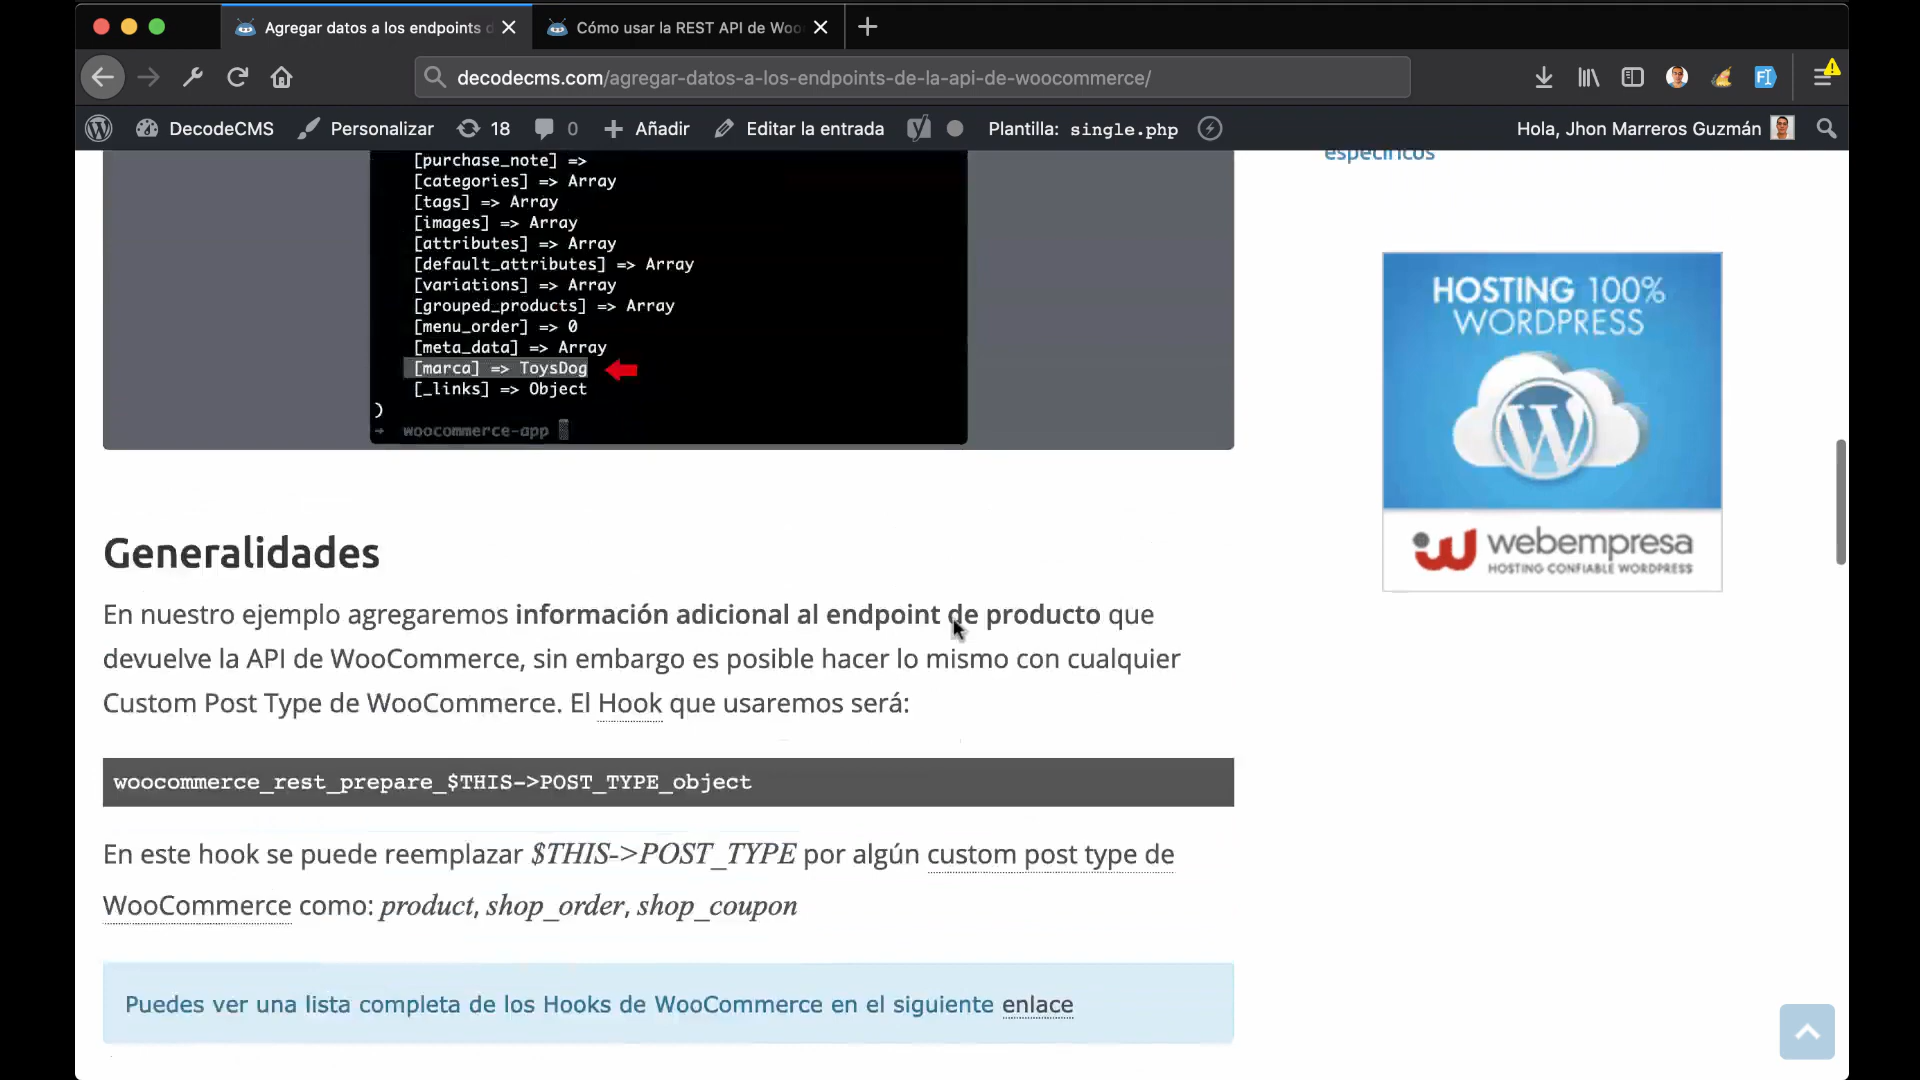 Agregar datos a los endpoints d
Cómo usar la REST API de Woo
decodecms.com/agregar-datos-a-los-endpoints-de-la-api-de-woocommerce/
DecodeCMS
Personalizar
18
0
Añadir
Editar la entrada
Plantilla: single.php
Hola, Jhon Marreros Guzmán
[purchase_note] =>
[categories] => Array
[tags] => Array
[images] => Array
[attributes] => Array
[default_attributes] => Array
[variations] => Array
[grouped_products] => Array
[menu_order] => 0
[meta_data] => Array
[marca] => ToysDog
[_links] => Object
)
→ woocommerce-app
específicos
HOSTING 100%
WORDPRESS
W
webempresa
HOSTING CONFIABLE WORDPRESS
Generalidades
En nuestro ejemplo agregaremos información adicional al endpoint de producto que
devuelve la API de WooCommerce, sin embargo es posible hacer lo mismo con cualquier
Custom Post Type de WooCommerce. El Hook que usaremos será:
woocommerce_rest_prepare_$THIS->POST_TYPE_object
En este hook se puede reemplazar $THIS->POST_TYPE por algún custom post type de
WooCommerce como: product, shop_order, shop_coupon
Puedes ver una lista completa de los Hooks de WooCommerce en el siguiente enlace